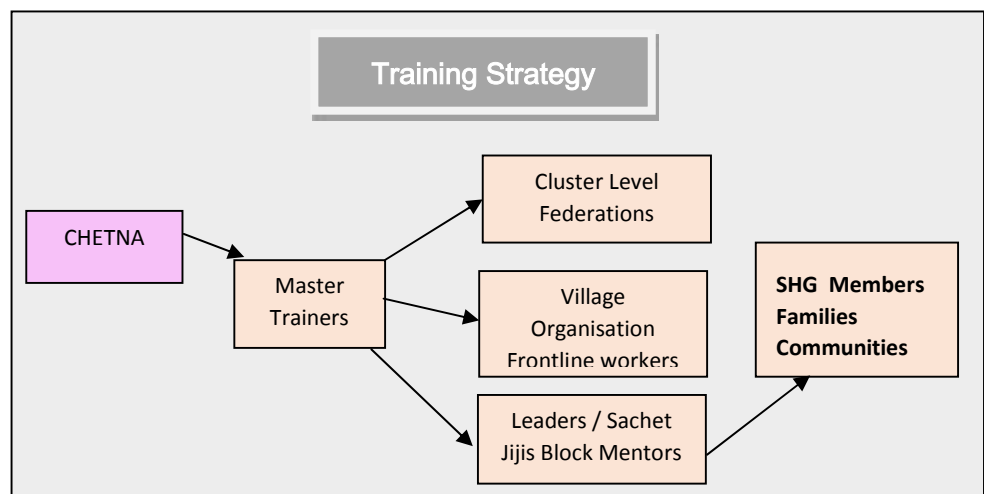 Training Strategy
CHETNA
Master
Trainers
Cluster Level
Federations
Village
Organisation
Frontline workers
Leaders / Sachet
Jijis Block Mentors
SHG Members
Families
Communities